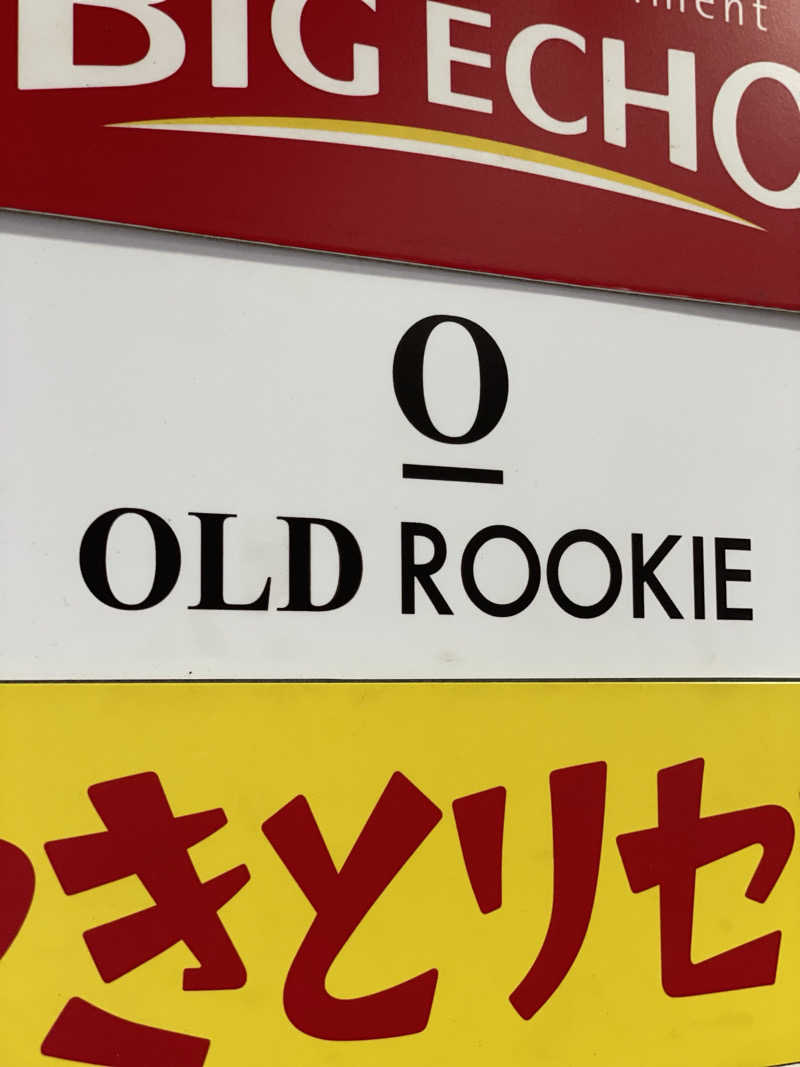 BIG ECHO
O
OLD ROOKIE
きとりセ